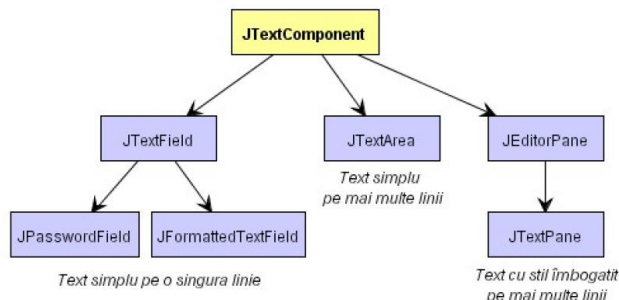 JTextComponent
JTextField
JTextArea
JEditorPane
Text simplu
pe mai multe linii
JPasswordField
JFormattedTextField
JTextPane
Text simplu pe o singura linie
Text cu stil îmbogatit
pe mai multe linii